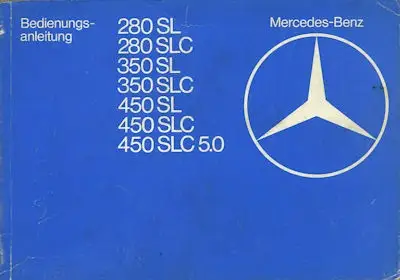 Bedienungs-
anleitung
280 SL
280 SLC
350 SL
350 SLC
450 SL
450 SLC
450 SLC 5.0
Mercedes-Benz